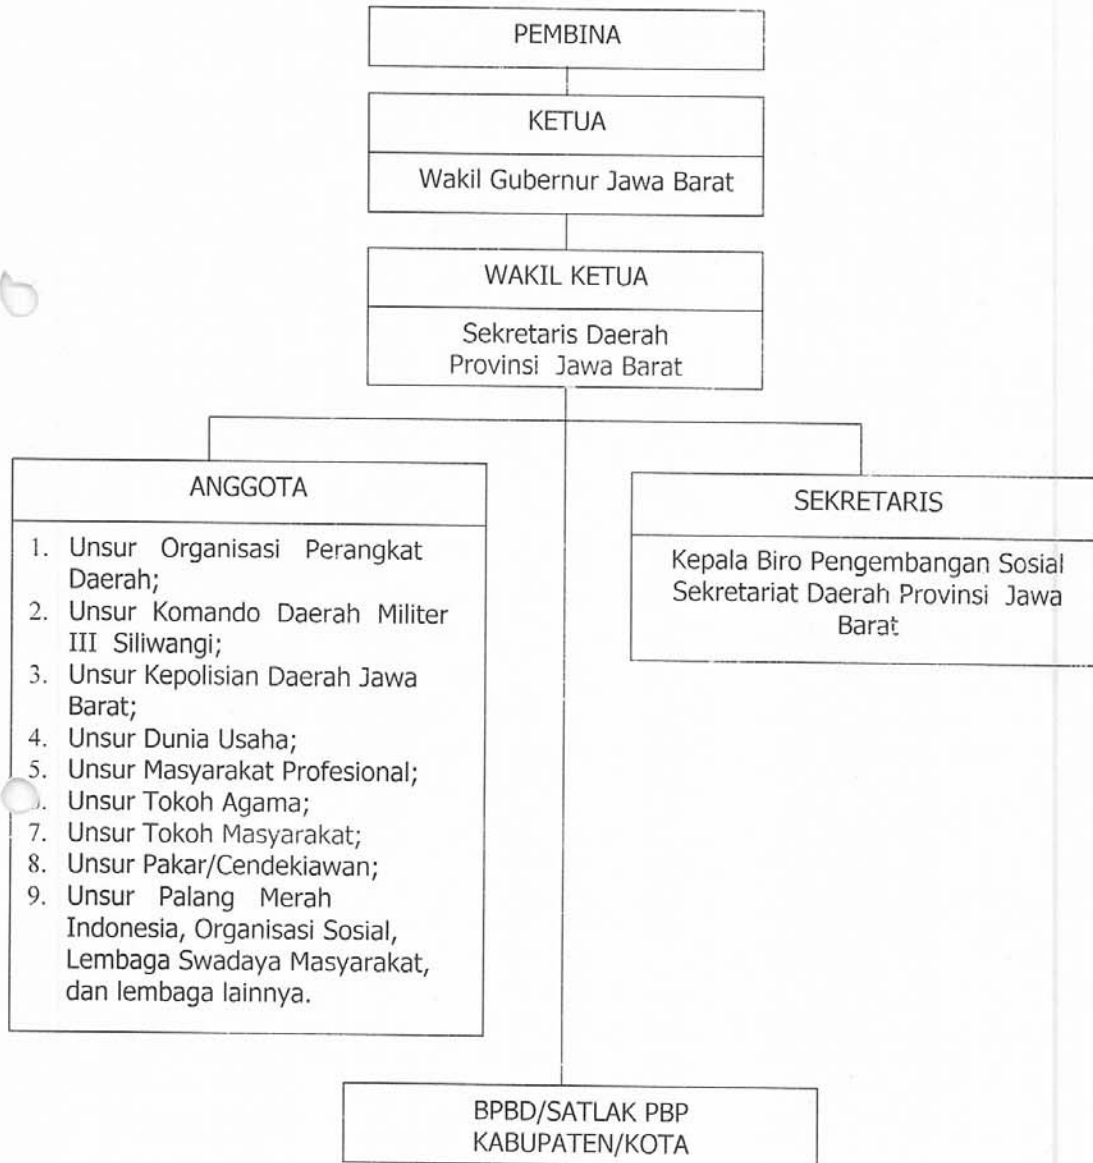 PEMBINA
KETUA
Wakil Gubernur Jawa Barat
WAKIL KETUA
Sekretaris Daerah
Provinsi Jawa Barat
ANGGOTA
1. Unsur Organisasi Perangkat
Daerah;
2. Unsur Komando Daerah Militer
III Siliwangi;
3. Unsur Kepolisian Daerah Jawa
Barat;
4. Unsur Dunia Usaha;
5. Unsur Masyarakat Profesional;
Unsur Tokoh Agama;
7. Unsur Tokoh Masyarakat;
8. Unsur Pakar/Cendekiawan;
9. Unsur Palang Merah
Indonesia, Organisasi Sosial,
Lembaga Swadaya Masyarakat,
dan lembaga lainnya.
SEKRETARIS
Kepala Biro Pengembangan Sosial
Sekretariat Daerah Provinsi Jawa
Barat
BPBD/SATLAK PBP
KABUPATEN/KOTA